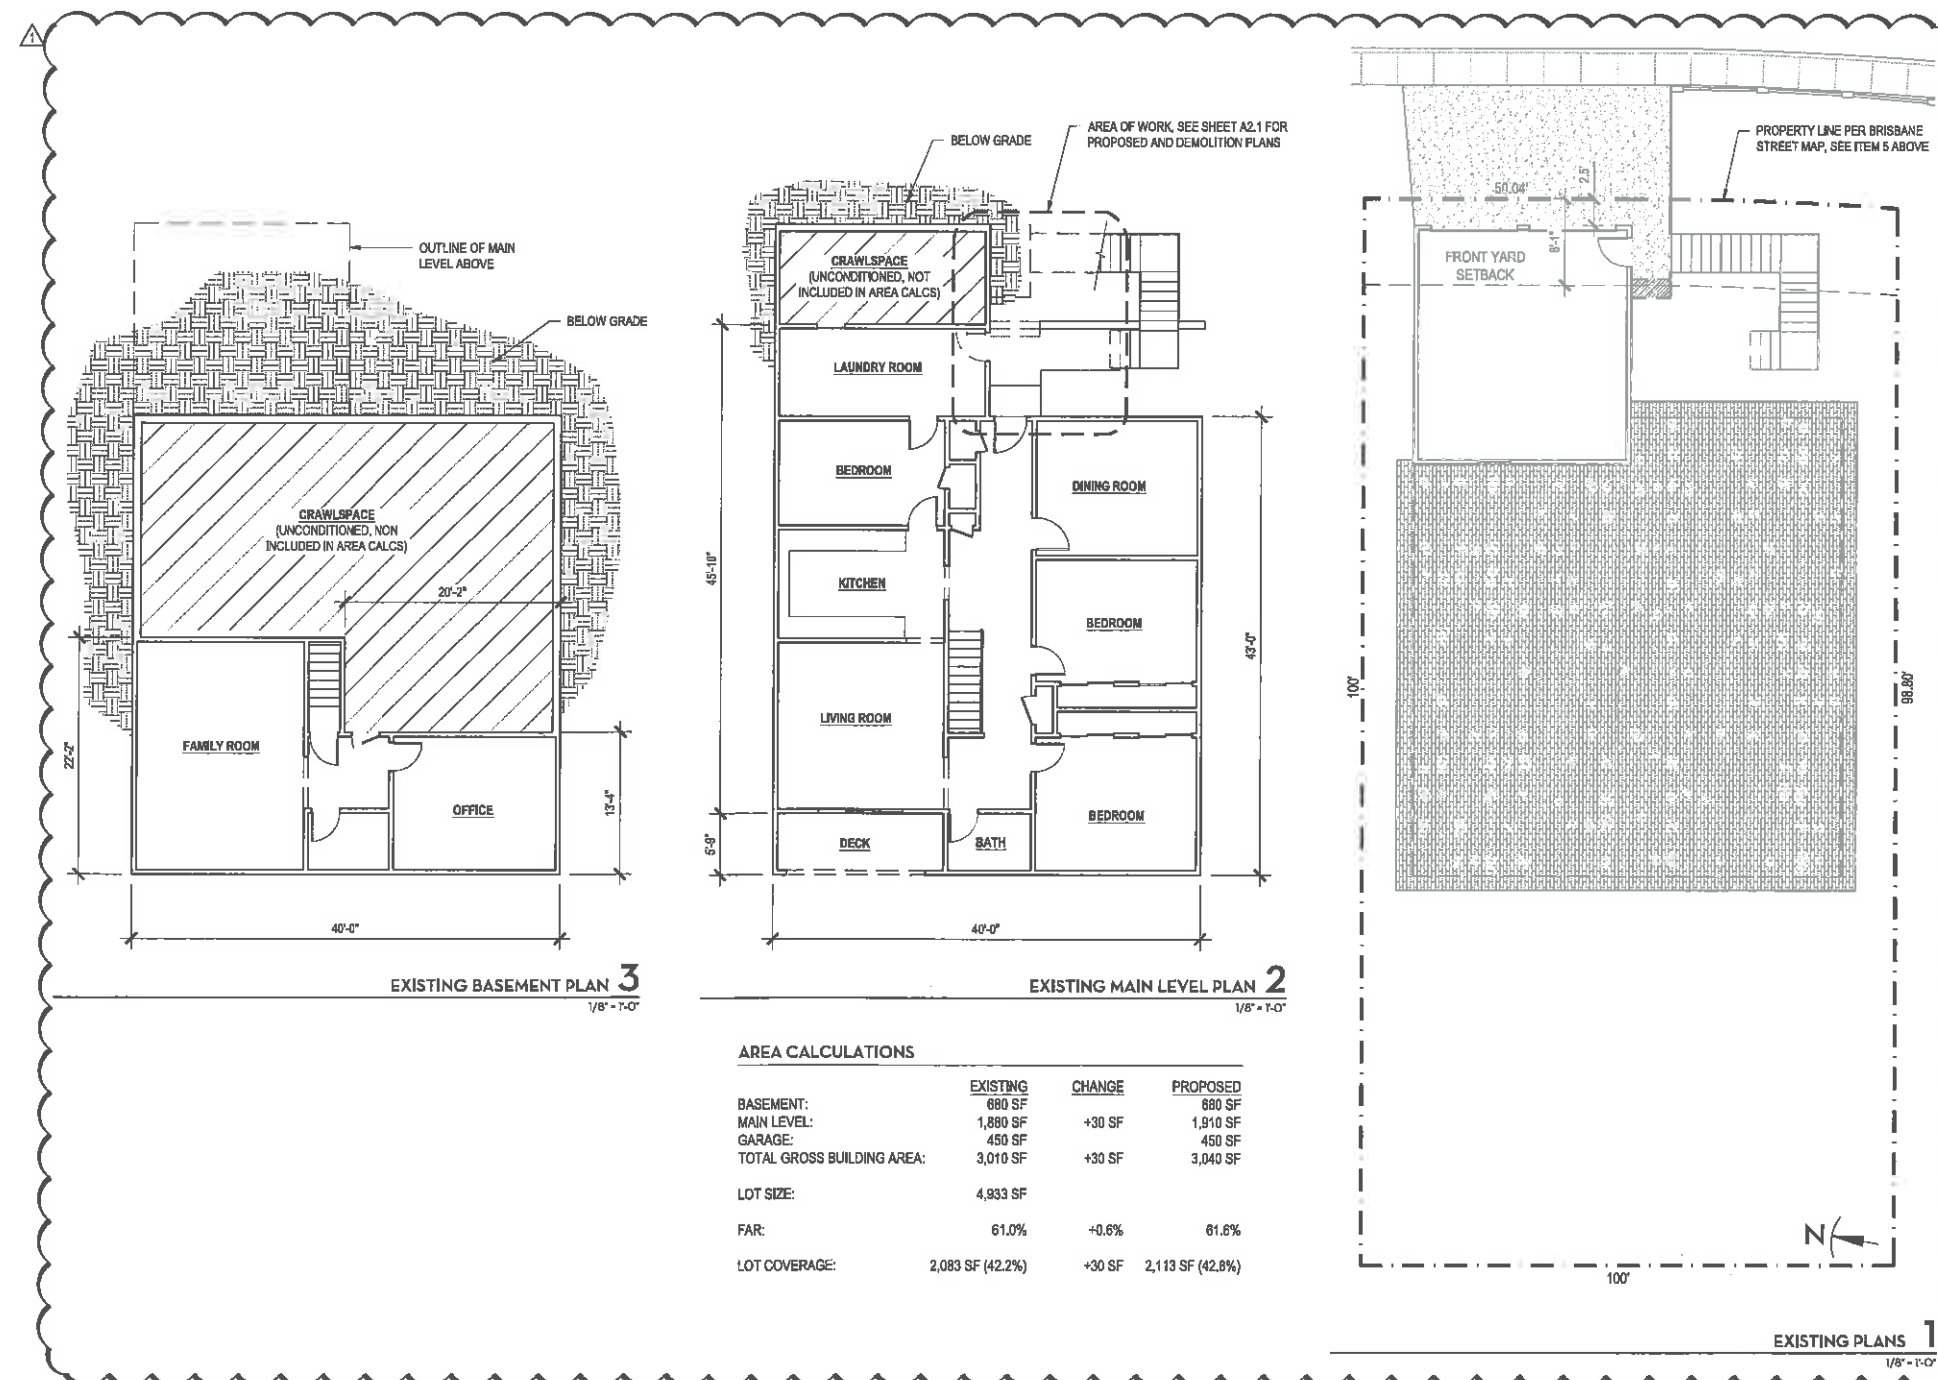 1
OUTLINE OF MAIN
LEVEL ABOVE
BELOW GRADE
CRAWLSPACE
(UNCONDITIONED, NON
INCLUDED IN AREA CALCS)
20'-2"
22'-2"
FAMILY ROOM
OFFICE
13'-4"
40'-0"
EXISTING BASEMENT PLAN 3
1/8" = 1'-0"
BELOW GRADE
AREA OF WORK, SEE SHEET A2.1 FOR
PROPOSED AND DEMOLITION PLANS
CRAWLSPACE
(UNCONDITIONED, NOT
INCLUDED IN AREA CALCS)
LAUNDRY ROOM
BEDROOM
DINING ROOM
45'-10"
KITCHEN
BEDROOM
43'-0"
LIVING ROOM
BEDROOM
DECK
BATH
40'-0"
EXISTING MAIN LEVEL PLAN 2
1/8" = 1'-0"
AREA CALCULATIONS
EXISTING CHANGE PROPOSED
BASEMENT: 680 SF 680 SF
MAIN LEVEL: 1,880 SF +30 SF 1,910 SF
GARAGE: 450 SF 450 SF
TOTAL GROSS BUILDING AREA: 3,010 SF +30 SF 3,040 SF
LOT SIZE: 4,933 SF
FAR: 61.0% +0.6% 61.6%
LOT COVERAGE: 2,083 SF (42.2%) +30 SF 2,113 SF (42.8%)
PROPERTY LINE PER BRISBANE
STREET MAP, SEE ITEM 5 ABOVE
50.04'
2.5'
FRONT YARD
SETBACK
100'
98.80'
N
100'
EXISTING PLANS 1
1/8" = 1'-0"